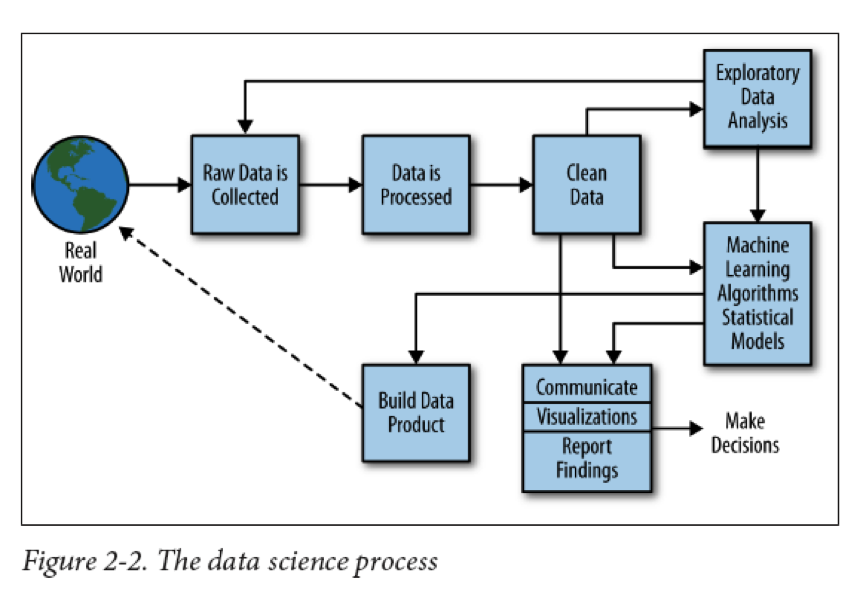 Exploratory
Data
Analysis
Raw Data is
Collected
Data is
Processed
Clean
Data
Real
World
Machine
Learning
Algorithms
Statistical
Models
Build Data
Product
Communicate
Visualizations
Report
Findings
Make
Decisions
Figure 2-2. The data science process